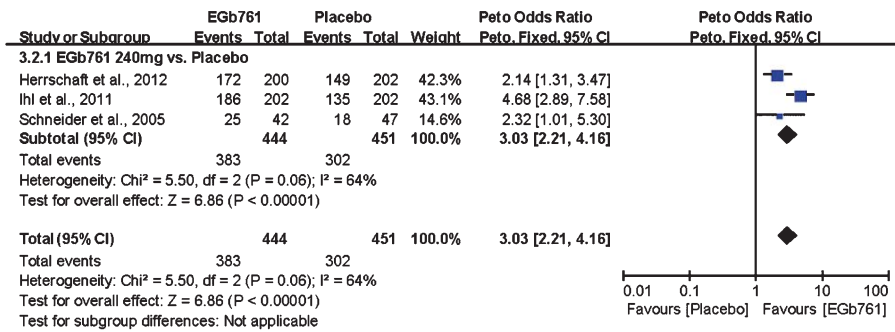 EGb761 Placebo Peto Odds Ratio Peto Odds Ratio
Study or Subgroup Events Total Events Total Weight Peto, Fixed, 95% CI Peto, Fixed, 95% CI
3.2.1 EGb761 240mg vs. Placebo
Herrschaft et al., 2012 172 200 149 202 42.3% 2.14 [1.31, 3.47]
Ihl et al., 2011 186 202 135 202 43.1% 4.68 [2.89, 7.58]
Schneider et al., 2005 25 42 18 47 14.6% 2.32 [1.01, 5.30]
Subtotal (95% CI) 444 451 100.0% 3.03 [2.21, 4.16]
Total events 383 302
Heterogeneity: Chi² = 5.50, df = 2 (P = 0.06); I² = 64%
Test for overall effect: Z = 6.86 (P < 0.00001)
Total (95% CI) 444 451 100.0% 3.03 [2.21, 4.16]
Total events 383 302
Heterogeneity: Chi² = 5.50, df = 2 (P = 0.06); I² = 64%
Test for overall effect: Z = 6.86 (P < 0.00001)
Test for subgroup differences: Not applicable
0.01 0.1 1 10 100
Favours [Placebo] Favours [EGb761]